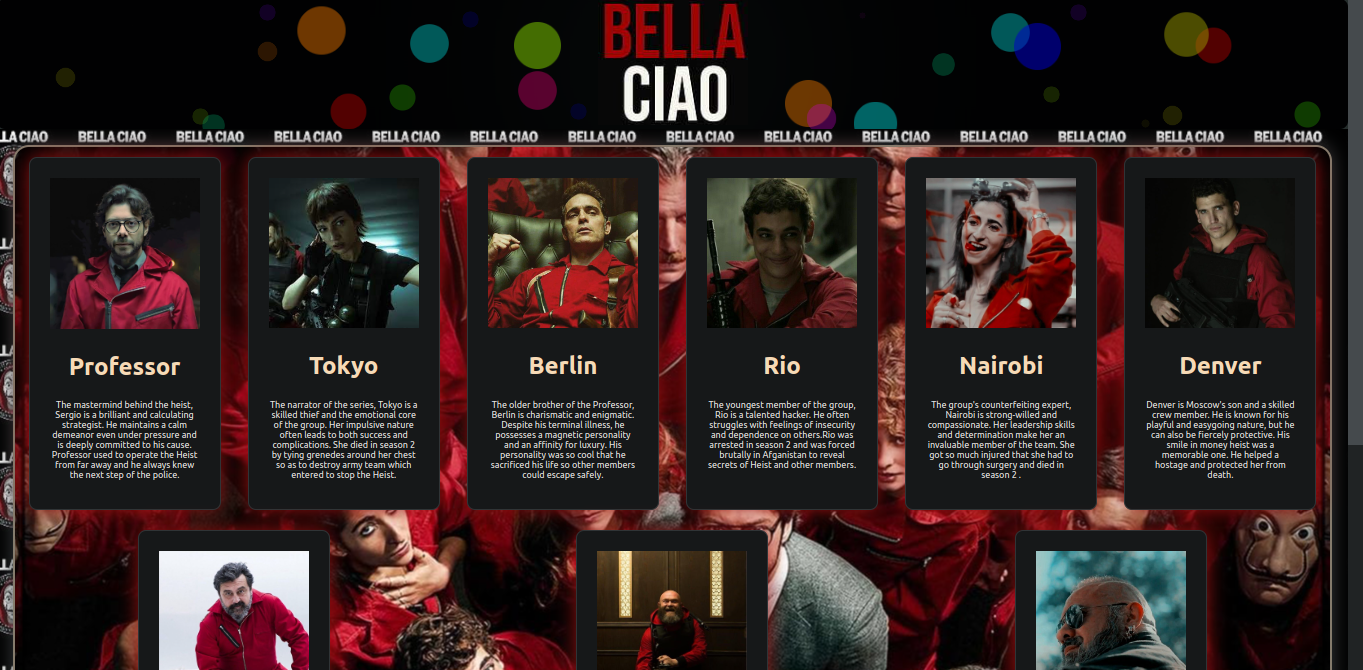 BELLA
CIAO
LA CIAO BELLA CIAO BELLA CIAO BELLA CIAO BELLA CIAO BELLA CIAO BELLA CIAO BELLA CIAO BELLA CIAO BELLA CIAO BELLA CIAO BELLA CIAO BELLA CIAO BELLA CIAO
Professor
The mastermind behind the heist,
Sergio is a brilliant and calculating
strategist. He maintains a calm
demeanor even under pressure and
is deeply committed to his cause.
Professor used to operate the Heist
from far away and he always knew
the next step of the police.
Tokyo
The narrator of the series, Tokyo is a
skilled thief and the emotional core
of the group. Her impulsive nature
often leads to both success and
complications. She died in season 2
by tying grenedes around her chest
so as to destroy army team which
entered to stop the Heist.
Berlin
The older brother of the Professor,
Berlin is charismatic and enigmatic.
Despite his terminal illness, he
possesses a magnetic personality
and an affinity for luxury. His
personality was so cool that he
sacrificed his life so other members
could escape safely.
Rio
The youngest member of the group,
Rio is a talented hacker. He often
struggles with feelings of insecurity
and dependence on others.Rio was
arrested in season 2 and was forced
brutally in Afganistan to reveal
secrets of Heist and other members.
Nairobi
The group's counterfeiting expert,
Nairobi is strong-willed and
compassionate. Her leadership skills
and determination make her an
invaluable member of the team. She
got so much injured that she had to
go through surgery and died in
season 2 .
Denver
Denver is Moscow's son and a skilled
crew member. He is known for his
playful and easygoing nature, but he
can also be fiercely protective. His
smile in money heist was a
memorable one. He helped a
hostage and protected her from
death.